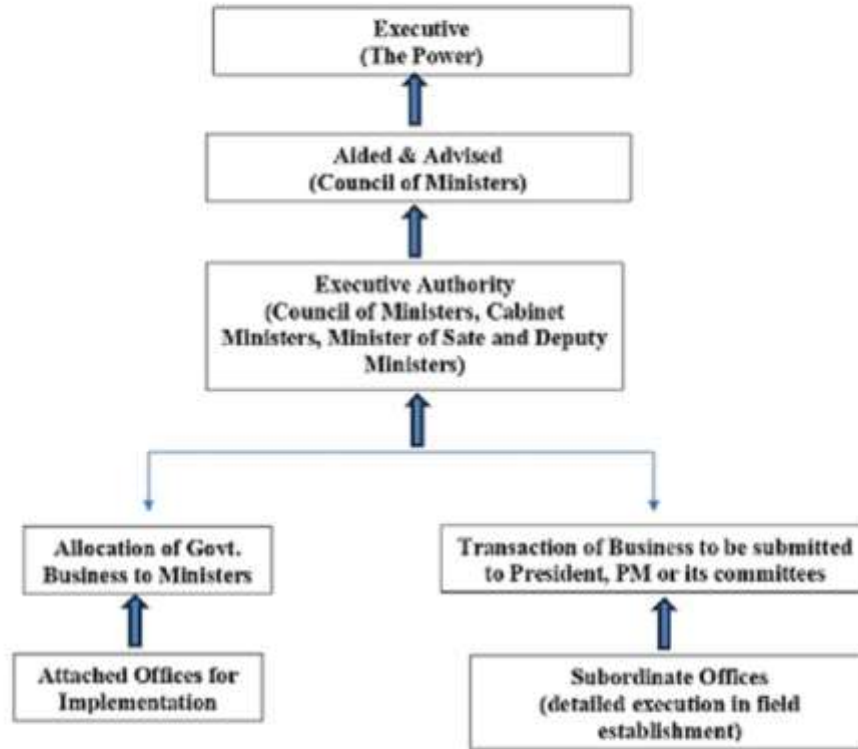 Executive
(The Power)
Aided & Advised
(Council of Ministers)
Executive Authority
(Council of Ministers, Cabinet
Ministers, Minister of Sate and Deputy
Ministers)
Allocation of Govt.
Business to Ministers
Transaction of Business to be submitted
to President, PM or its committees
Attached Offices for
Implementation
Subordinate Offices
(detailed execution in field
establishment)